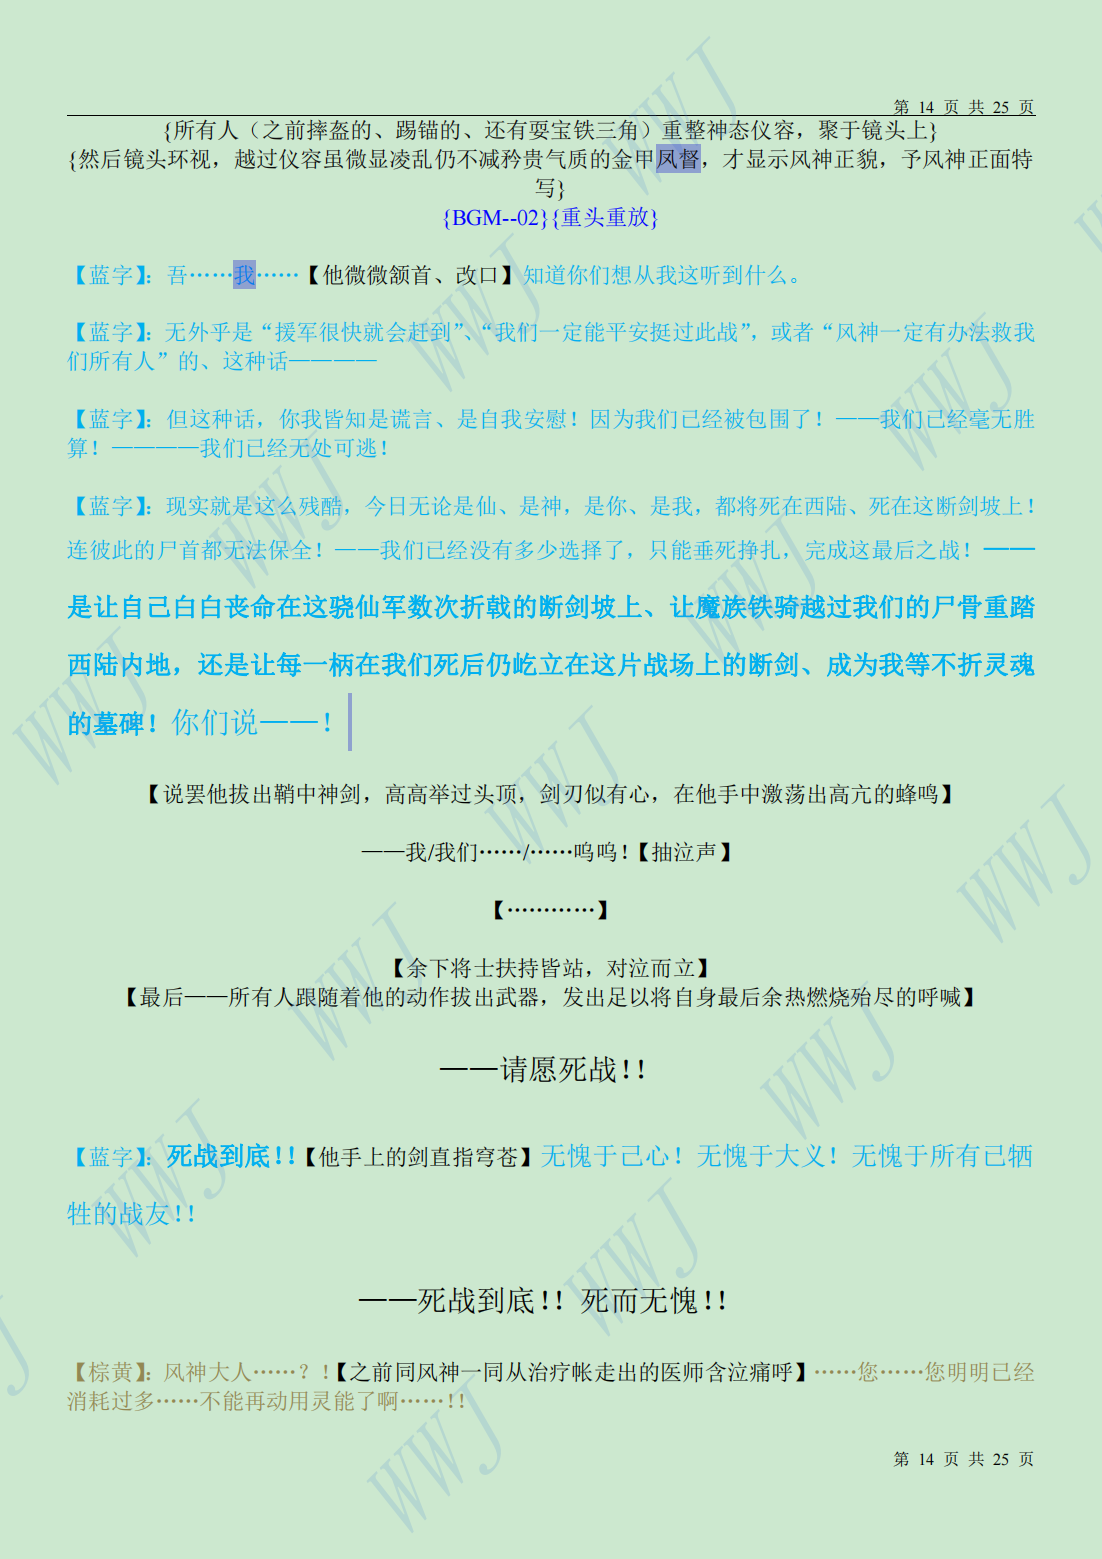 第 14 页 共 25 页
{所有人（之前摔盔的、踢锚的、还有耍宝铁三角）重整神态仪容，聚于镜头上}
{然后镜头环视，越过仪容虽微显凌乱仍不减矜贵气质的金甲凤督，才显示风神正貌，予风神正面特
写}
{BGM--02}{重头重放}
【蓝字】：吾……我……【他微微颔首、改口】知道你们想从我这听到什么。
【蓝字】：无外乎是“援军很快就会赶到”、“我们一定能平安挺过此战”，或者“风神一定有办法救我
们所有人”的、这种话————
【蓝字】：但这种话，你我皆知是谎言、是自我安慰！因为我们已经被包围了！——我们已经毫无胜
算！————我们已经无处可逃！
【蓝字】：现实就是这么残酷，今日无论是仙、是神，是你、是我，都将死在西陆、死在这断剑坡上！
连彼此的尸首都无法保全！——我们已经没有多少选择了，只能垂死挣扎，完成这最后之战！——
是让自己白白丧命在这骁仙军数次折戟的断剑坡上、让魔族铁骑越过我们的尸骨重踏
西陆内地，还是让每一柄在我们死后仍屹立在这片战场上的断剑、成为我等不折灵魂
的墓碑！你们说——！
【说罢他拔出鞘中神剑，高高举过头顶，剑刃似有心，在他手中激荡出高亢的蜂鸣】
——我/我们……/……呜呜！【抽泣声】
【…………】
【余下将士扶持皆站，对泣而立】
【最后——所有人跟随着他的动作拔出武器，发出足以将自身最后余热燃烧殆尽的呼喊】
——请愿死战！！
【蓝字】：死战到底！！【他手上的剑直指穹苍】无愧于己心！无愧于大义！无愧于所有已牺
牲的战友！！
——死战到底！！死而无愧！！
【棕黄】：风神大人……？！【之前同风神一同从治疗帐走出的医师含泣痛呼】……您……您明明已经
消耗过多……不能再动用灵能了啊……！！
第 14 页 共 25 页
WWJ
WWJ
WWJ
WWJ
WWJ
WWJ
WWJ
WWJ
WWJ
WWJ
WWJ
WWJ
WWJ
WWJ